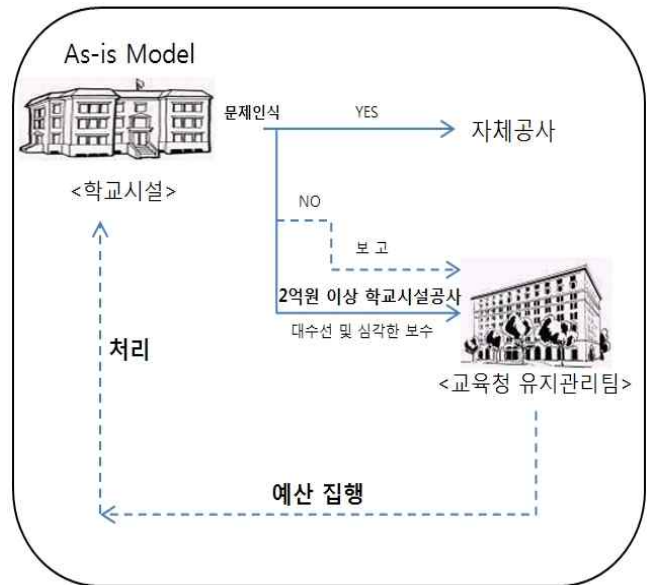 As-is Model
문제인식
YES
자체공사
<학교시설>
NO
보 고
2억원 이상 학교시설공사
대수선 및 심각한 보수
처리
<교육청 유지관리팀>
예산 집행